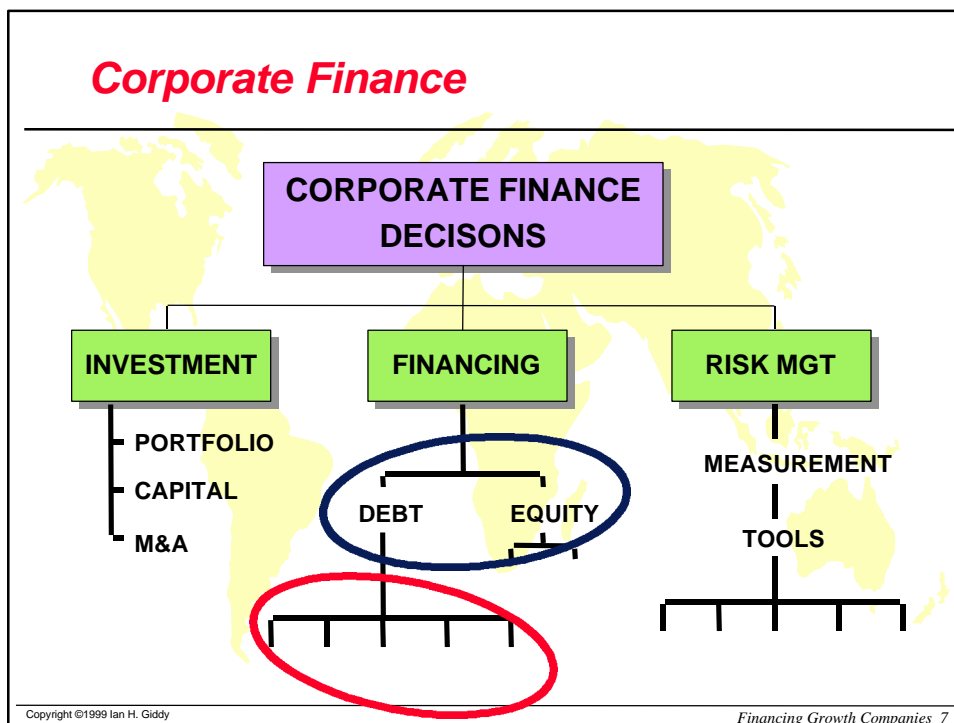 Corporate Finance
CORPORATE FINANCE
DECISONS
INVESTMENT
FINANCING
RISK MGT
PORTFOLIO
CAPITAL
M&A
DEBT
EQUITY
MEASUREMENT
TOOLS
Copyright ©1999 Ian H. Giddy
Financing Growth Companies 7